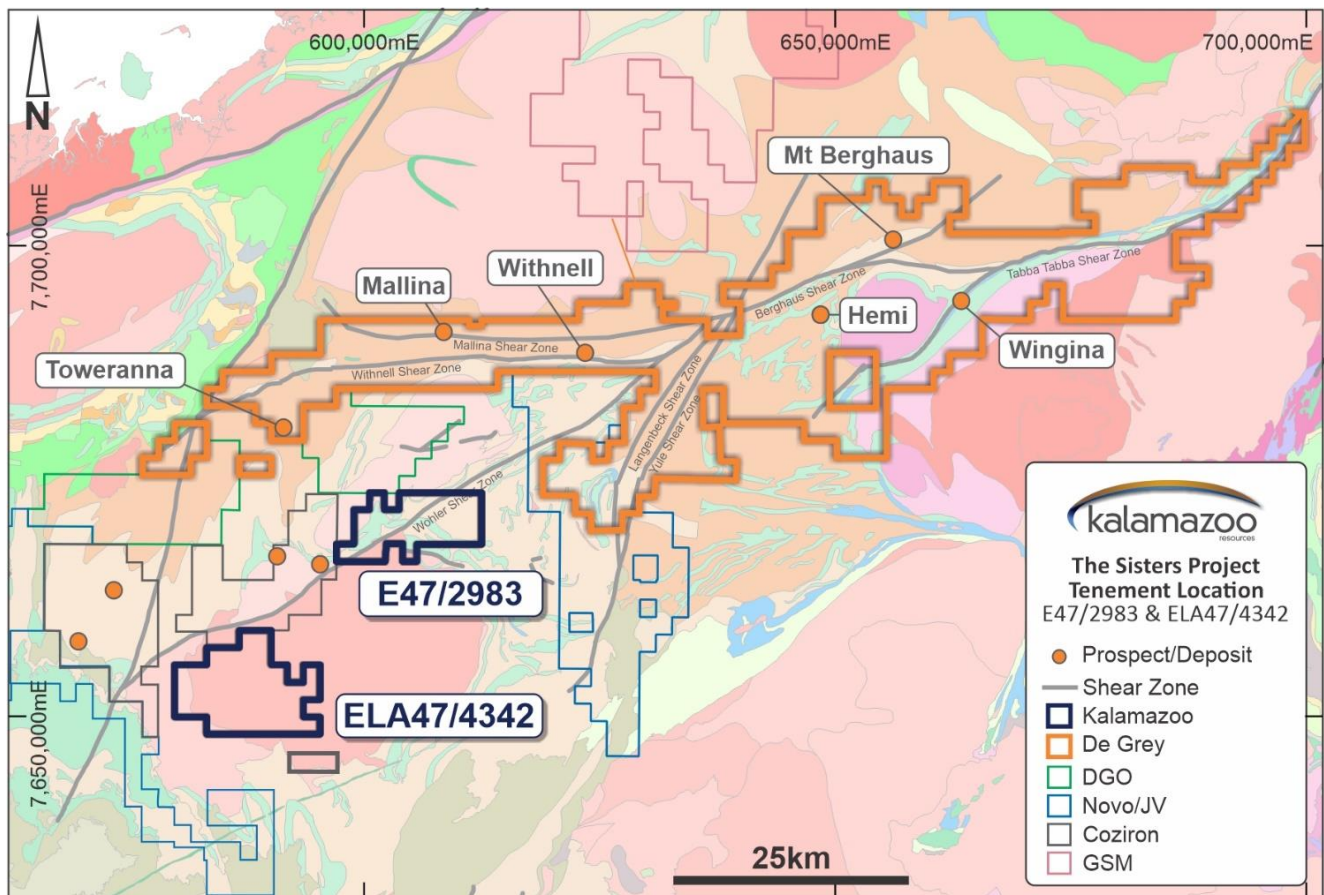 600,000mE
650,000mE
700,000mE
N
7,700,000mE
7,650,000mE
Mt Berghaus
Withnell
Mallina
Toweranna
Hemi
Wingina
Berghaus Shear Zone
Tabba Tabba Shear Zone
Mallina Shear Zone
Withnell Shear Zone
Langenbeck Shear Zone
Yule Shear Zone
Wohler Shear Zone
E47/2983
ELA47/4342
25km
kalamazoo
resources
The Sisters Project
Tenement Location
E47/2983 & ELA47/4342
Prospect/Deposit
Shear Zone
Kalamazoo
De Grey
DGO
Novo/JV
Coziron
GSM